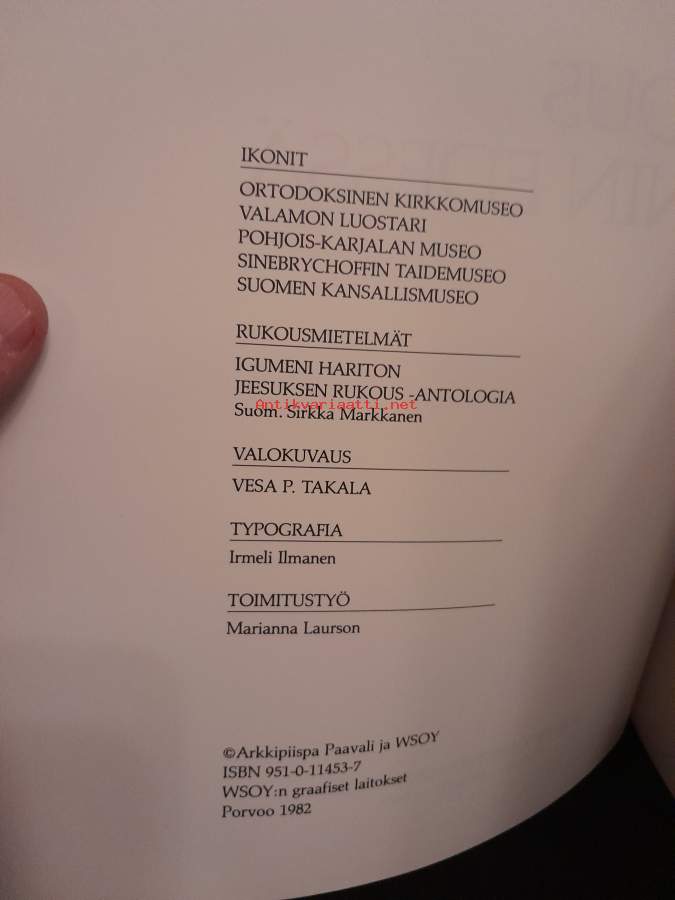 IKONIT
ORTODOKSINEN KIRKKOMUSEO
VALAMON LUOSTARI
POHJOIS-KARJALAN MUSEO
SINEBRYCHOFFIN TAIDEMUSEO
SUOMEN KANSALLISMUSEO
RUKOUSMIETELMÄT
IGUMENI HARITON
JEESUKSEN RUKOUS -ANTOLOGIA
Antikvariaatti.net
Suom. Sirkka Markkanen
VALOKUVAUS
VESA P. TAKALA
TYPOGRAFIA
Irmeli Ilmanen
TOIMITUSTYÖ
Marianna Laurson
©Arkkipiispa Paavali ja WSOY
ISBN 951-0-11453-7
WSOY:n graafiset laitokset
Porvoo 1982